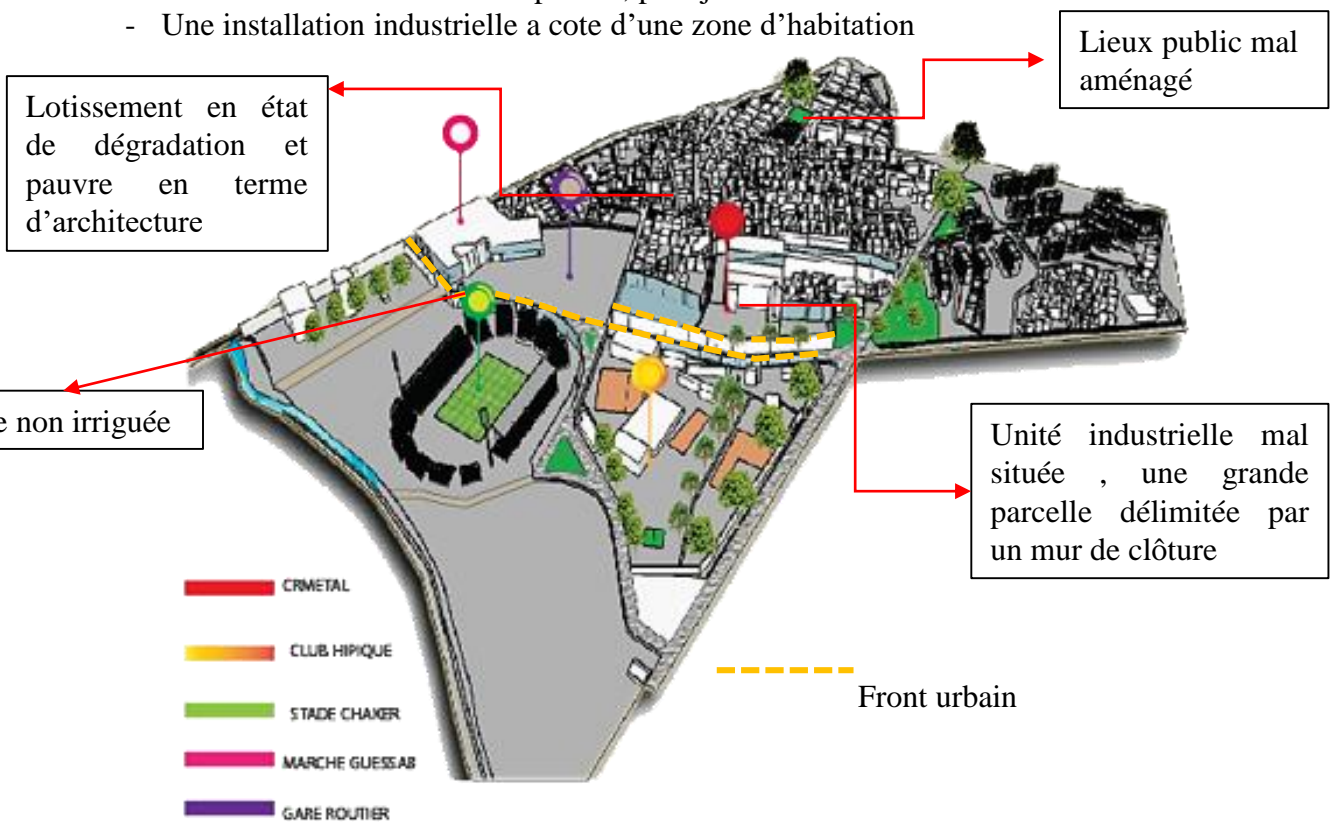 - Une installation industrielle a cote d’une zone d’habitation
Lieux public mal
aménagé
Lotissement en état
de dégradation et
pauvre en terme
d’architecture
e non irriguée
Unité industrielle mal
située , une grande
parcelle délimitée par
un mur de clôture
CRMETAL
CLUB HIPIQUE
STADE CHAKER
MARCHE GUESSAB
GARE ROUTIER
Front urbain